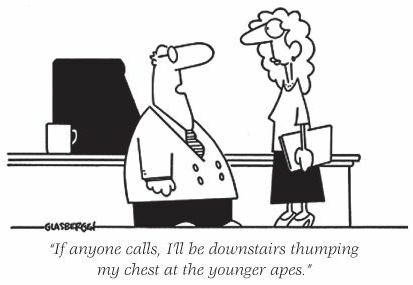 GLASBERGEN
"If anyone calls, I'll be downstairs thumping
my chest at the younger apes."